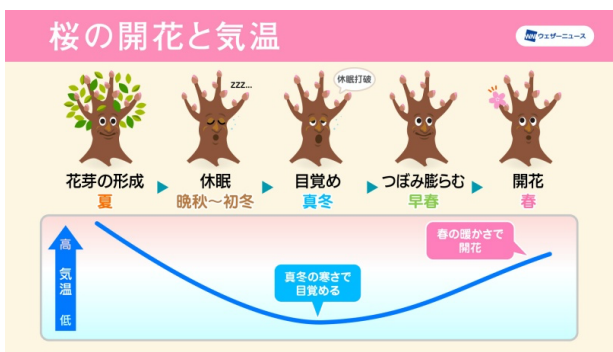 桜の開花と気温
WNI ウェザーニュース
zzz...
休眠打破
花芽の形成
夏
休眠
晩秋～初冬
目覚め
真冬
つぼみ膨らむ
早春
開花
春
高
気温
低
真冬の寒さで
目覚める
春の暖かさで
開花